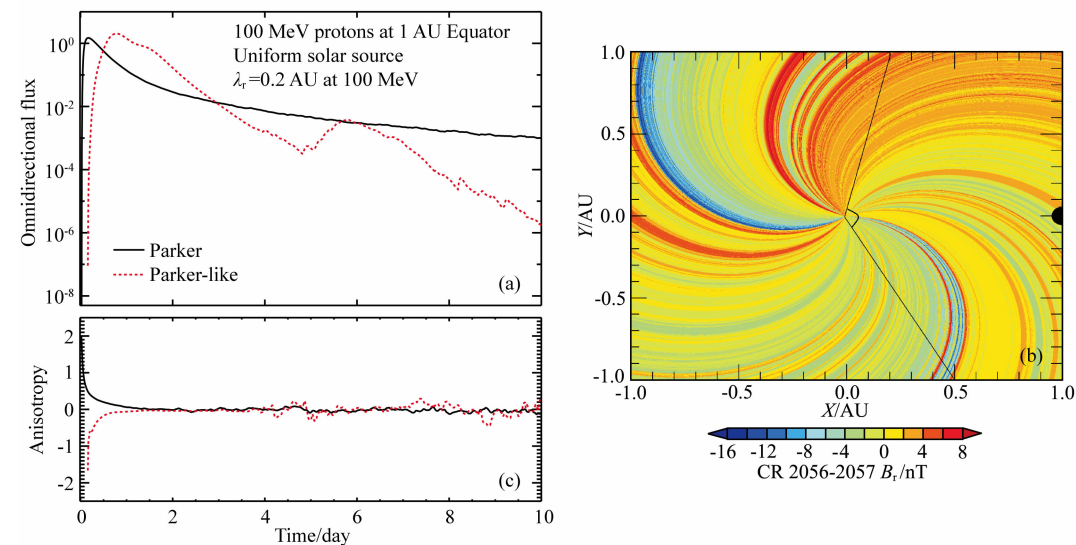 (a)
100 MeV protons at 1 AU Equator
Uniform solar source
λr=0.2 AU at 100 MeV
10^0
10^-2
10^-4
10^-6
10^-8
Omnidirectional flux
Parker
Parker-like
2
1
0
-1
-2
Anisotropy
(c)
0 2 4 6 8 10
Time/day
1.0
0.5
0.0
-0.5
-1.0
Y/AU
(b)
-1.0 -0.5 0.0 0.5 1.0
X/AU
-16 -12 -8 -4 0 4 8
CR 2056-2057 Br/nT